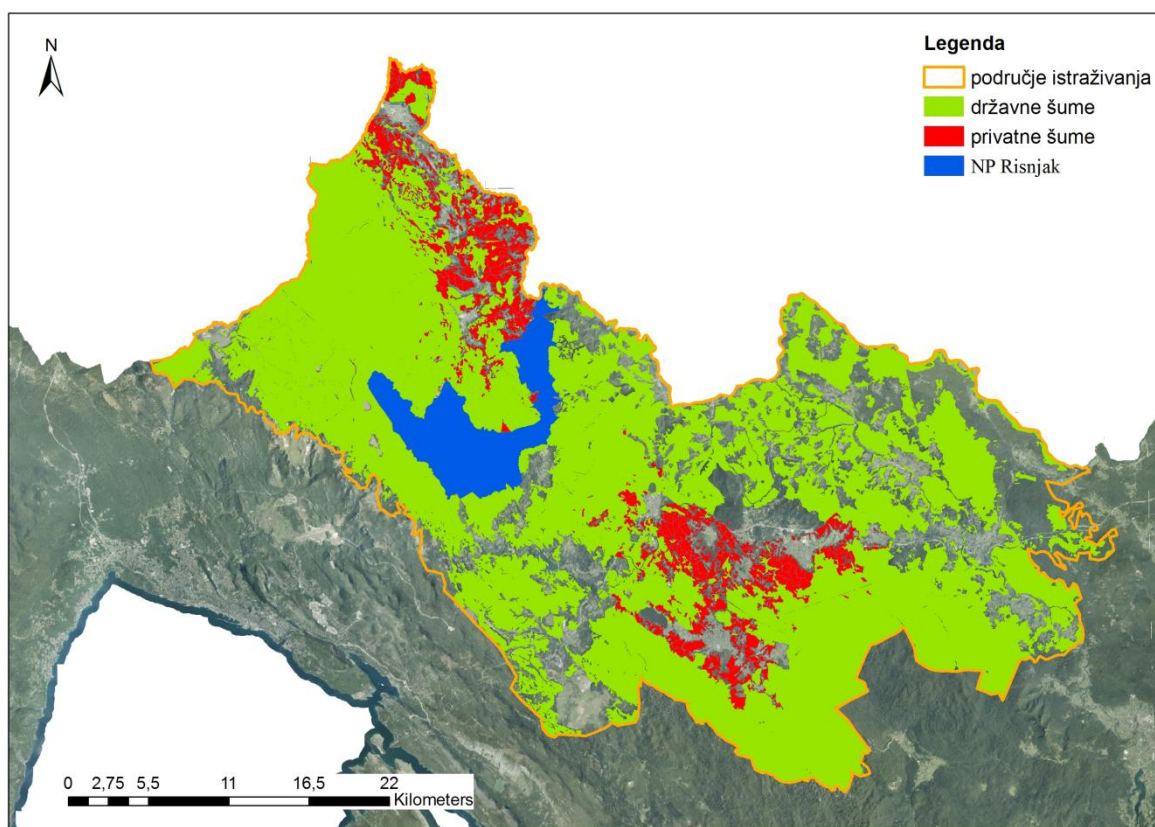 N
Legenda
područje istraživanja
državne šume
privatne šume
NP Risnjak
0 2,75 5,5 11 16,5 22
Kilometers